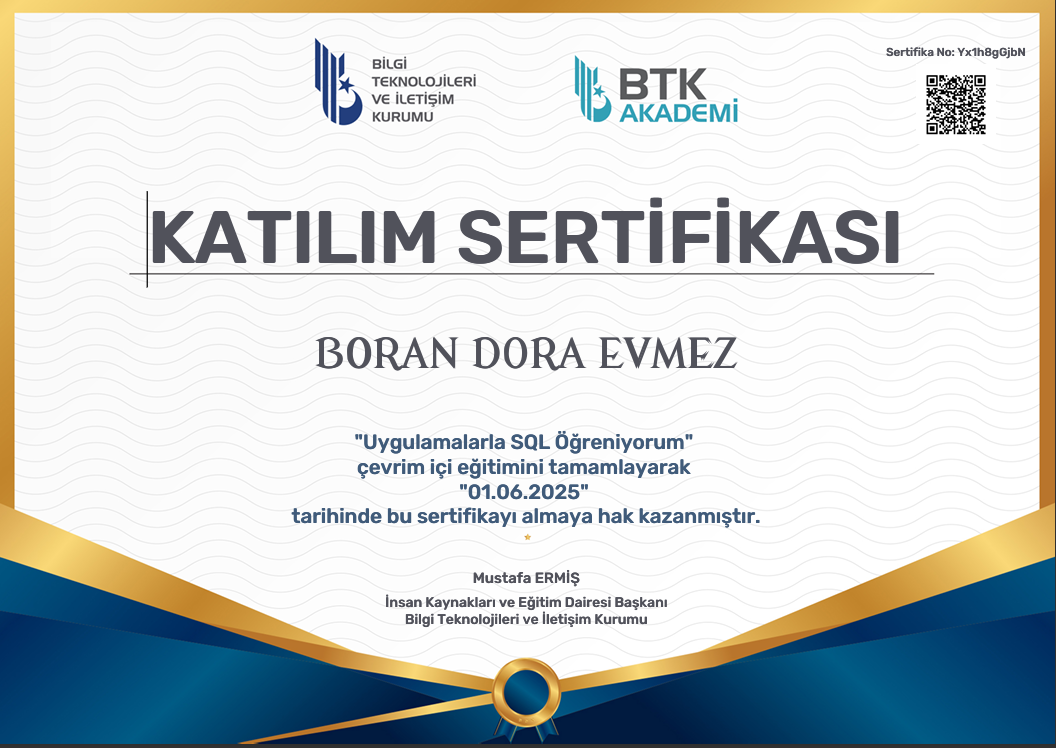 Sertifika No: Yx1h8gGjbN
BİLGİ
TEKNOLOJİLERİ
VE İLETİŞİM
KURUMU
BTK
AKADEMİ
KATILIM SERTİFİKASI
BORAN DORA EVMEZ
"Uygulamalarla SQL Öğreniyorum"
çevrim içi eğitimini tamamlayarak
"01.06.2025"
tarihinde bu sertifikayı almaya hak kazanmıştır.
Mustafa ERMİŞ
İnsan Kaynakları ve Eğitim Dairesi Başkanı
Bilgi Teknolojileri ve İletişim Kurumu